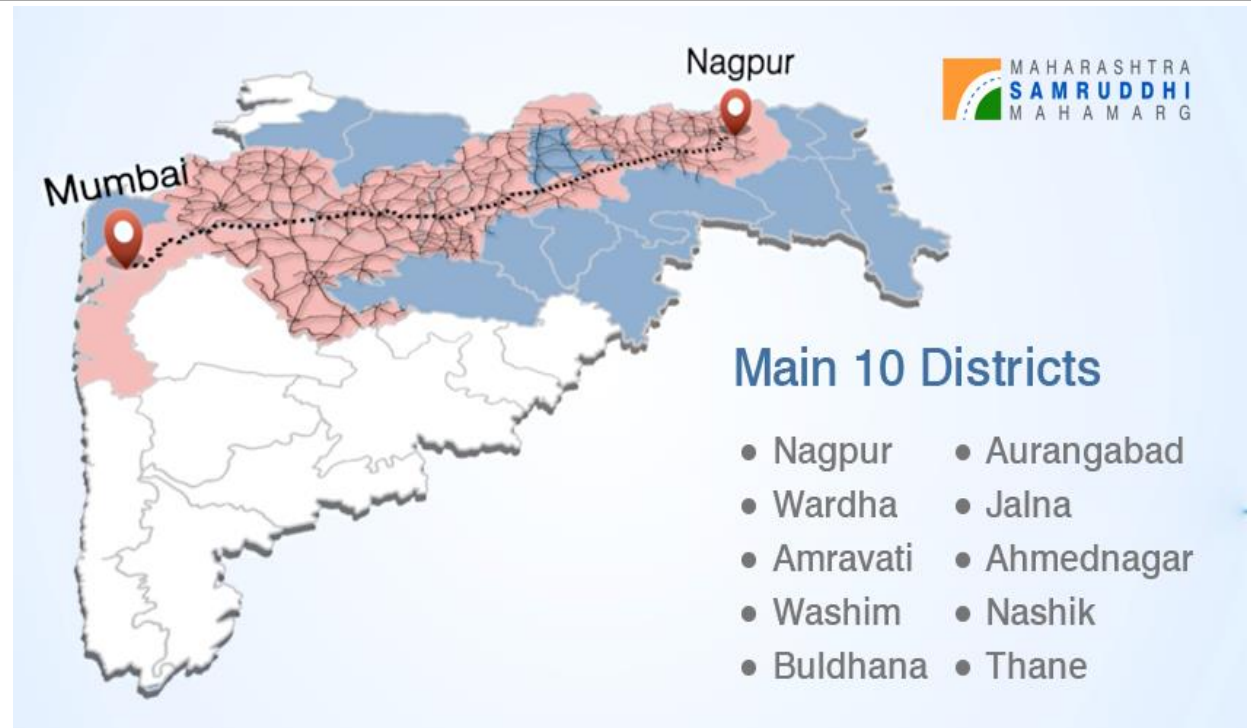 Nagpur
Mumbai
MAHARASHTRA
SAMRUDDHI
MAHAMARG
Main 10 Districts
• Nagpur
• Wardha
• Amravati
• Washim
• Buldhana
• Aurangabad
• Jalna
• Ahmednagar
• Nashik
• Thane